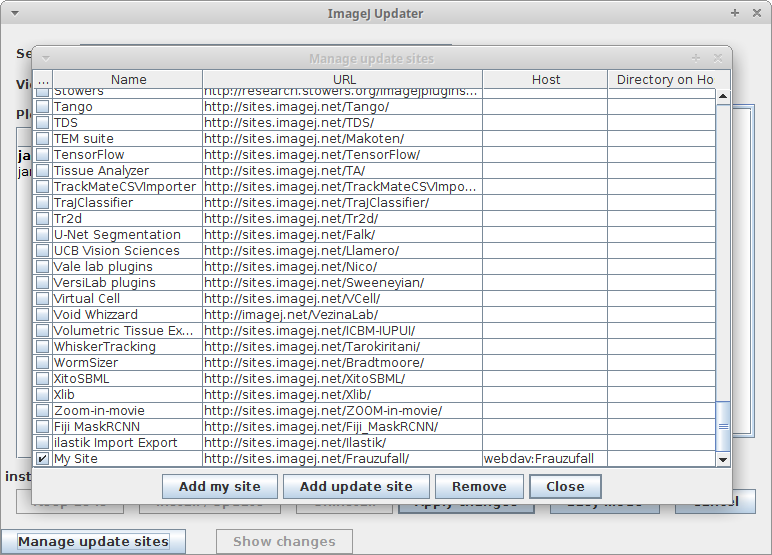 ImageJ Updater
Manage update sites
... Name URL Host Directory on Ho
Stowers http://research.stowers.org/imagejplugins...
Tango http://sites.imagej.net/Tango/
TDS http://sites.imagej.net/TDS/
TEM suite http://sites.imagej.net/Makoten/
TensorFlow http://sites.imagej.net/TensorFlow/
Tissue Analyzer http://sites.imagej.net/TA/
TrackMateCSVImporter http://sites.imagej.net/TrackMateCSVImpo...
TraJClassifier http://sites.imagej.net/TraJClassifier/
Tr2d http://sites.imagej.net/Tr2d/
U-Net Segmentation http://sites.imagej.net/Falk/
UCB Vision Sciences http://sites.imagej.net/Llamero/
Vale lab plugins http://sites.imagej.net/Nico/
VersiLab plugins http://sites.imagej.net/Sweeneyian/
Virtual Cell http://sites.imagej.net/VCell/
Void Whizzard http://imagej.net/VezinaLab/
Volumetric Tissue Ex... http://sites.imagej.net/ICBM-IUPUI/
WhiskerTracking http://sites.imagej.net/Tarokiritani/
WormSizer http://sites.imagej.net/Bradtmoore/
XitoSBML http://sites.imagej.net/XitoSBML/
Xlib http://sites.imagej.net/Xlib/
Zoom-in-movie http://sites.imagej.net/ZOOM-in-movie/
Fiji MaskRCNN http://sites.imagej.net/Fiji_MaskRCNN/
ilastik Import Export http://sites.imagej.net/Ilastik/
My Site http://sites.imagej.net/Frauzufall/ webdav:Frauzufall
Add my site Add update site Remove Close
inst
Apply changes Easy mode Cancel
Manage update sites Show changes